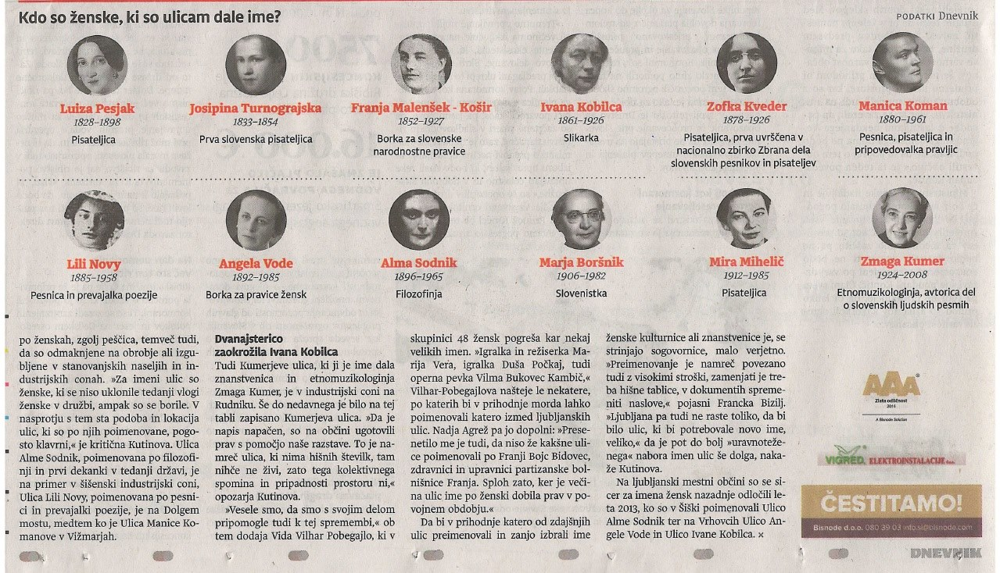 Kdo so ženske, ki so ulicam dale ime?
PODATKI Dnevnik
Luiza Pesjak
1828–1898
Pisateljica
Josipina Turnograjska
1833–1854
Prva slovenska pisateljica
Franja Malenšek - Košir
1852–1927
Borka za slovenske
narodnostne pravice
Ivana Kobilca
1861–1926
Slikarka
Zofka Kveder
1878–1926
Pisateljica, prva uvrščena v
nacionalno zbirko Zbrana dela
slovenskih pesnikov in pisateljev
Manica Koman
1880–1961
Pesnica, pisateljica in
pripovedovalka pravljic
Lili Novy
1885–1958
Pesnica in prevajalka poezije
Angela Vode
1892–1985
Borka za pravice žensk
Alma Sodnik
1896–1965
Filozofinja
Marja Boršnik
1906–1982
Slovenistka
Mira Mihelič
1912–1985
Pisateljica
Zmaga Kumer
1924–2008
Etnomuzikologinja, avtorica del
o slovenskih ljudskih pesmih
po ženskah, zgolj peščica, temveč tudi,
da so odmaknjene na obrobje ali izgu-
bljene v stanovanjskih naseljih in in-
dustrijskih conah. »Za imeni ulic so
ženske, ki se niso uklonile tedanji vlogi
ženske v družbi, ampak so se borile. V
nasprotju s tem sta podoba in lokacija
ulic, ki so po njih poimenovane, pogo-
sto klavrni,« je kritična Kutinova. Ulica
Alme Sodnik, poimenovana po filozofi-
nji in prvi dekanki v tedanji državi, je
na primer v šišenski industrijski coni,
Ulica Lili Novy, poimenovana po pesni-
ci in prevajalki poezije, je na Dolgem
mostu, medtem ko je Ulica Manice Ko-
manove v Vižmarjah.
Dvanajsterico
zaokrožila Ivana Kobilca
Tudi Kumerjeve ulica, ki ji je ime dala
znanstvenica in etnomuzikologinja
Zmaga Kumer, je v industrijski coni na
Rudniku. Še do nedavnega je bilo na tej
tabli zapisano Kumerjeva ulica. »Da je
napis napačen, so na občini ugotovili
prav s pomočjo naše razstave. To je na-
mreč ulica, ki nima hišnih številk, tam
nihče ne živi, zato tega kolektivnega
spomina in pripadnosti prostoru ni,«
opozarja Kutinova.
»Vesele smo, da smo s svojim delom
pripomogle tudi k tej spremembi,« ob
tem dodaja Vida Vilhar Pobegajlo, ki v
skupinici 48 žensk pogreša kar nekaj
velikih imen. »Igralka in režiserka Ma-
rija Vera, igralka Duša Počkaj, tudi
operna pevka Vilma Bukovec Kambič,«
Vilhar-Pobegajlova našteje le nekatere,
po katerih bi v prihodnje morda lahko
poimenovali katero izmed ljubljanskih
ulic. Nadja Agrež pa jo dopolni: »Prese-
netilo me je tudi, da niso že kakšne uli-
ce poimenovali po Franji Bojc Bidovec,
zdravnici in upravnici partizanske bol-
nišnice Franja. Sploh zato, ker je veči-
na ulic ime po ženski dobila prav v po-
vojnem obdobju.«
Da bi v prihodnje katero od zdajšnjih
ulic preimenovali in zanjo izbrali ime
ženske kulturnice ali znanstvenice je, se
strinjajo sogovornice, malo verjetno.
»Preimenovanje je namreč povezano
tudi z visokimi stroški, zamenjati je tre-
ba hišne tablice, v dokumentih spreme-
niti naslove,« pojasni Francka Bizilj.
»Ljubljana pa tudi ne raste toliko, da bi
bilo ulic, ki bi potrebovale novo ime,
veliko,« da je pot do bolj »uravnoteže-
nega« nabora imen ulic še dolga, naka-
že Kutinova.
Na ljubljanski mestni občini so se si-
cer za imena žensk nazadnje odločili le-
ta 2013, ko so v Šiški poimenovali Ulico
Alme Sodnik ter na Vrhovcih Ulico An-
gele Vode in Ulico Ivane Kobilca. ×
AAA
Zlata odličnost
2016
A Bisnode Solution
VIGRED ELEKTROINSTALACIJE d.o.o.
ČESTITAMO!
Bisnode d.o.o. 080 39 03 info.si@bisnode.com
DNEVNIK